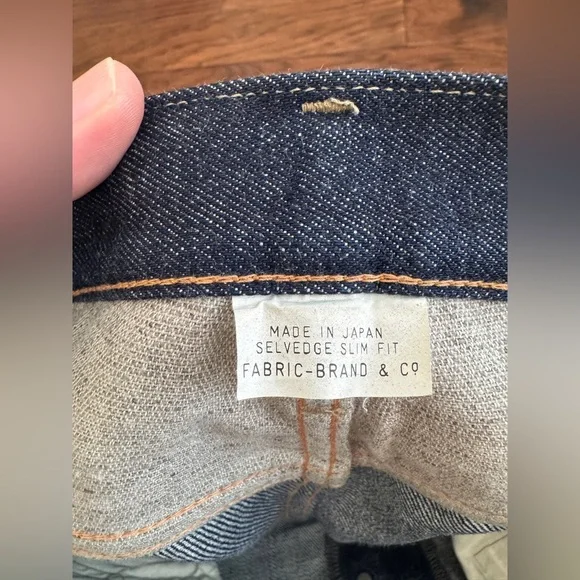 MADE IN JAPAN
SELVEDGE SLIM FIT
FABRIC-BRAND & Co